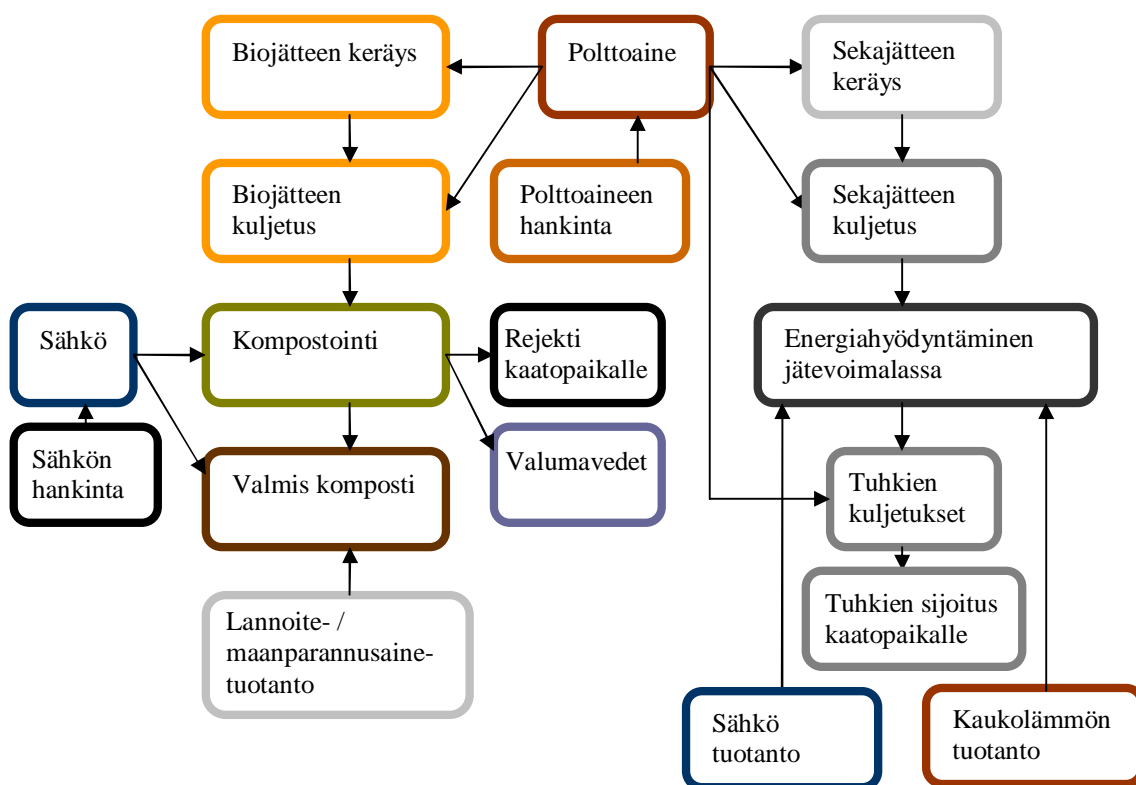 Biojätteen keräys
Polttoaine
Sekajätteen
keräys
Biojätteen
kuljetus
Polttoaineen
hankinta
Sekajätteen
kuljetus
Sähkö
Kompostointi
Rejekti
kaatopaikalle
Energiahyödyntäminen
jätevoimalassa
Sähkön
hankinta
Valmis komposti
Valumavedet
Tuhkien
kuljetukset
Lannoite- /
maanparannusaine-
tuotanto
Tuhkien sijoitus
kaatopaikalle
Sähkö
tuotanto
Kaukolämmön
tuotanto